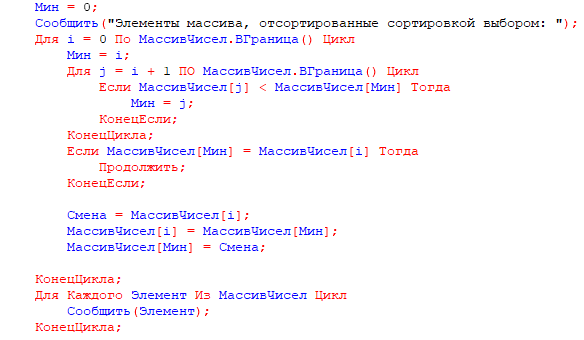 Мин = 0;
Сообщить("Элементы массива, отсортированные сортировкой выбором: ");
Для i = 0 По МассивЧисел.ВГраница() Цикл
Мин = i;
Для j = i + 1 ПО МассивЧисел.ВГраница() Цикл
Если МассивЧисел[j] < МассивЧисел[Мин] Тогда
Мин = j;
КонецЕсли;
КонецЦикла;
Если МассивЧисел[Мин] = МассивЧисел[i] Тогда
Продолжить;
КонецЕсли;
Смена = МассивЧисел[i];
МассивЧисел[i] = МассивЧисел[Мин];
МассивЧисел[Мин] = Смена;
КонецЦикла;
Для Каждого Элемент Из МассивЧисел Цикл
Сообщить(Элемент);
КонецЦикла;